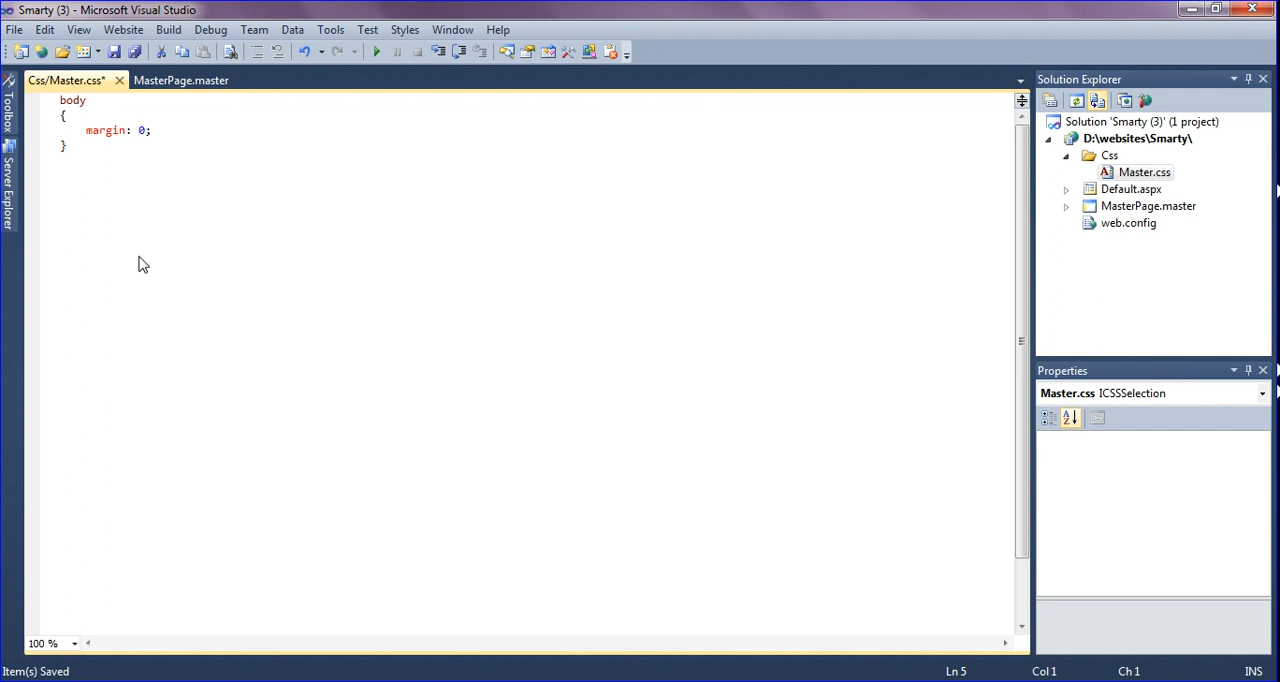 Smarty (3) - Microsoft Visual Studio
File Edit View Website Build Debug Team Data Tools Test Styles Window Help
Css/Master.css* MasterPage.master
Toolbox
Server Explorer
body
{
margin: 0;
}
100 %
Solution Explorer
Solution 'Smarty (3)' (1 project)
D:\websites\Smarty\
Css
Master.css
Default.aspx
MasterPage.master
web.config
Properties
Master.css ICSSSelection
Item(s) Saved Ln 5 Col 1 Ch 1 INS